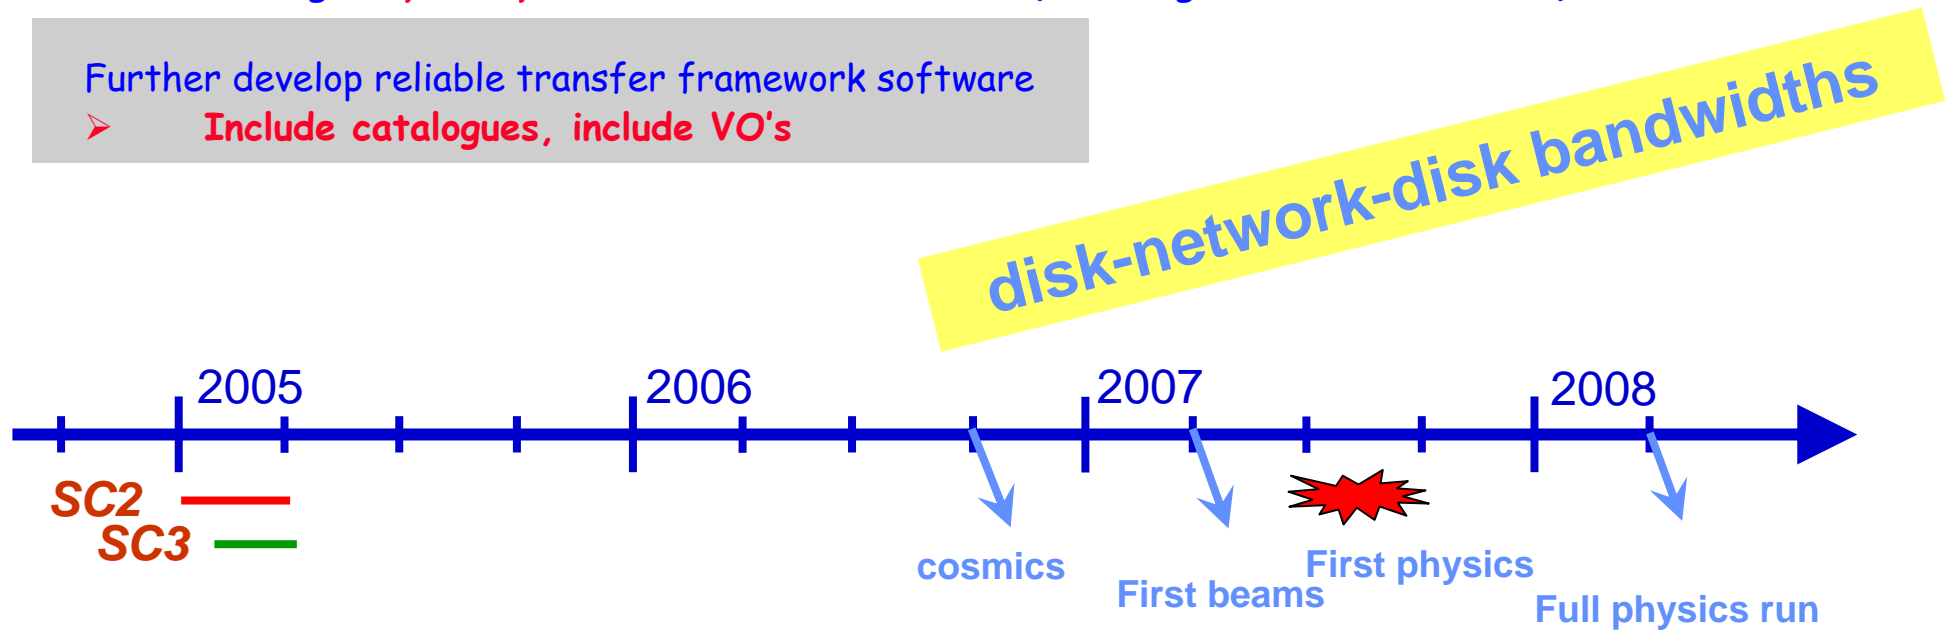 Further develop reliable transfer framework software
➢ Include catalogues, include VO's
disk-network-disk bandwidths
2005 2006 2007 2008
SC2
SC3
cosmics
First beams
First physics
Full physics run